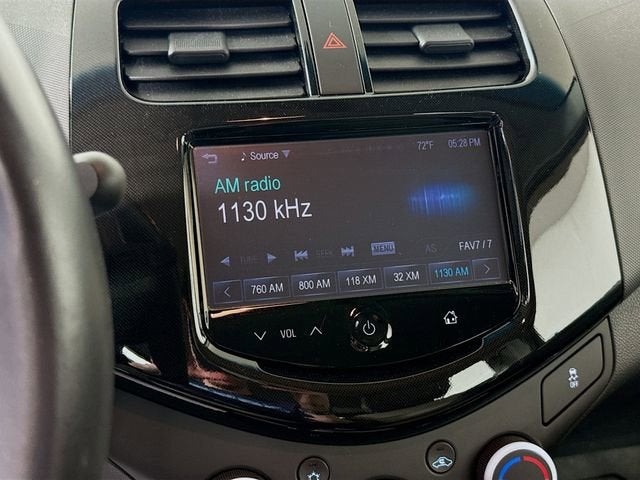 Source 72°F 05:28 PM
AM radio
1130 kHz
TUNE SEEK MENU AS FAV7 / 7
760 AM 800 AM 118 XM 32 XM 1130 AM
VOL
OFF